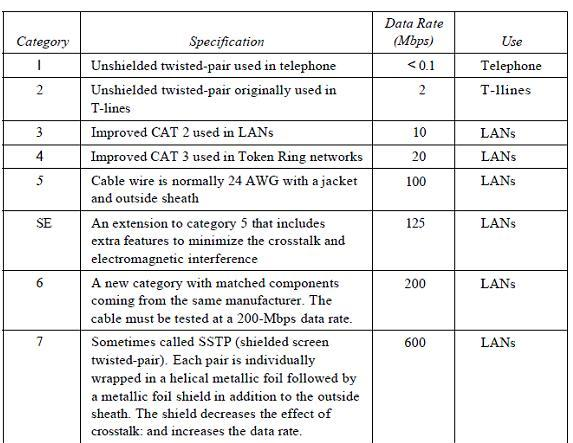 Data Rate
Category Specification (Mbps) Use
I Unshielded twisted-pair used in telephone < 0.1 Telephone
2 Unshielded twisted-pair originally used in 2 T-1lines
T-lines
3 Improved CAT 2 used in LANs 10 LANs
4 Improved CAT 3 used in Token Ring networks 20 LANs
5 Cable wire is normally 24 AWG with a jacket 100 LANs
and outside sheath
SE An extension to category 5 that includes 125 LANs
extra features to minimize the crosstalk and
electromagnetic interference
6 A new category with matched components 200 LANs
coming from the same manufacturer. The
cable must be tested at a 200-Mbps data rate.
7 Sometimes called SSTP (shielded screen 600 LANs
twisted-pair). Each pair is individually
wrapped in a helical metallic foil followed by
a metallic foil shield in addition to the outside
sheath. The shield decreases the effect of
crosstalk: and increases the data rate.